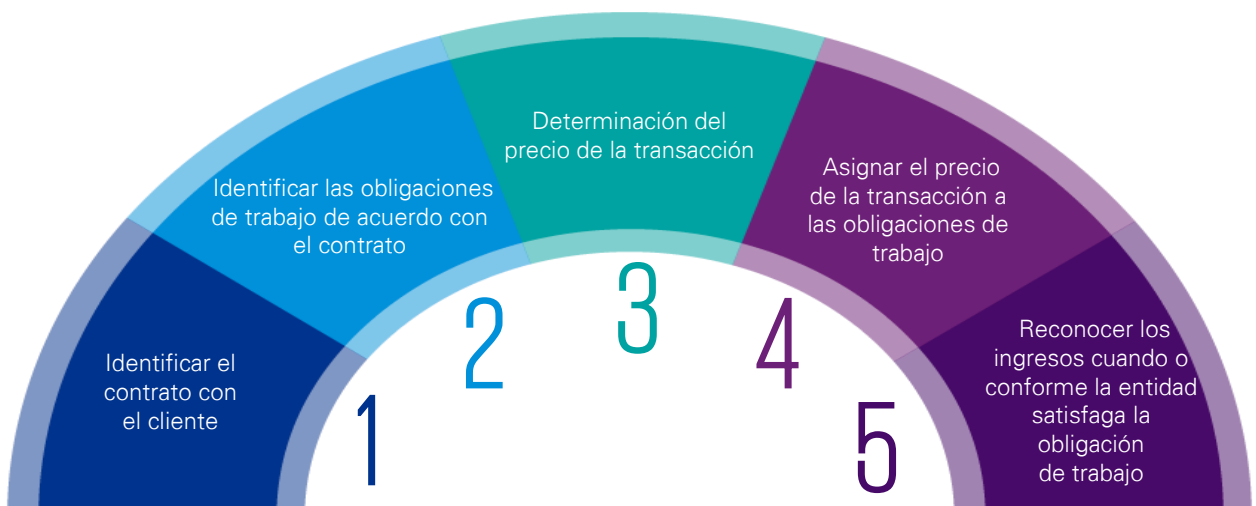 Identificar el
contrato con
el cliente
1
Identificar las obligaciones
de trabajo de acuerdo con
el contrato
2
Determinación del
precio de la transacción
3
Asignar el precio
de la transacción a
las obligaciones de
trabajo
4
Reconocer los
ingresos cuando o
conforme la entidad
satisfaga la
obligación
de trabajo
5